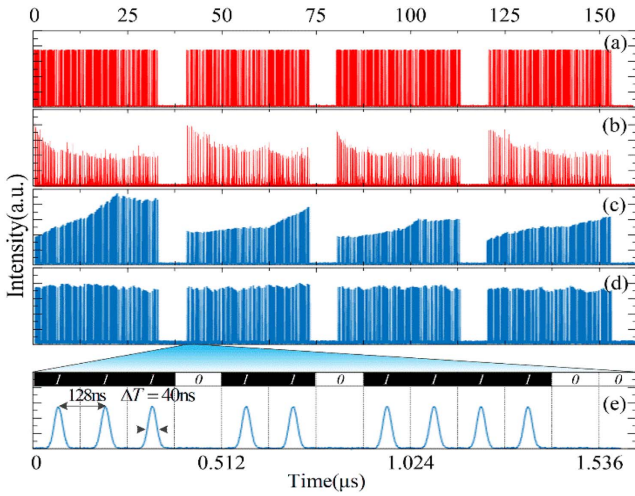 0 25 50 75 100 125 150
(a)
(b)
(c)
(d)
Intensity(a.u.)
1 1 1 0 1 1 0 1 1 1 1 0 0
128ns ΔT = 40ns
(e)
0 0.512 1.024 1.536
Time(μs)